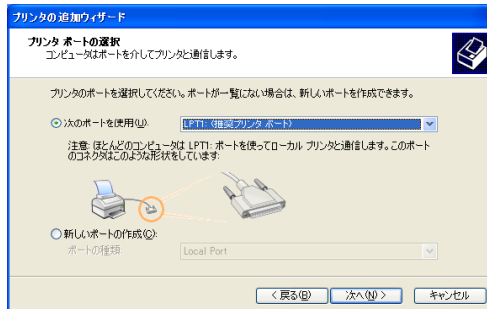 プリンタの追加ウィザード
プリンタ ポートの選択
コンピュータはポートを介してプリンタと通信します。
プリンタのポートを選択してください。ポートが一覧にない場合は、新しいポートを作成できます。
次のポートを使用(U): LPT1: (推奨プリンタ ポート)
注意: ほとんどのコンピュータは LPT1: ポートを使ってローカル プリンタと通信します。このポート
のコネクタはこのような形状をしています:
新しいポートの作成(C):
ポートの種類: Local Port
< 戻る(B) 次へ(N) > キャンセル